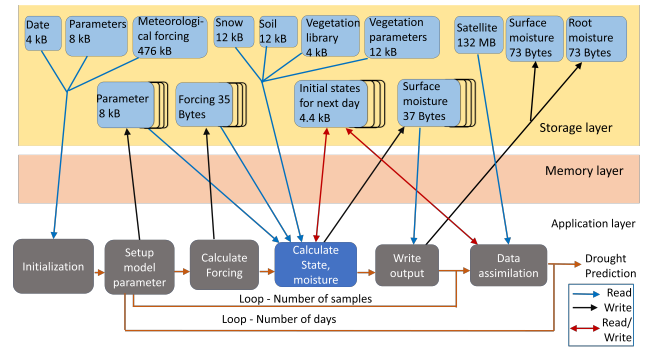 Date
4 kB
Parameters
8 kB
Meteorologi-
cal forcing
476 kB
Snow
12 kB
Soil
12 kB
Vegetation
library
4 kB
Vegetation
parameters
12 kB
Satellite
132 MB
Surface
moisture
73 Bytes
Root
moisture
73 Bytes
Parameter
8 kB
Forcing 35
Bytes
Initial states
for next day
4.4 kB
Surface
moisture
37 Bytes
Storage layer
Memory layer
Application layer
Initialization
Setup
model
parameter
Calculate
Forcing
Calculate
State,
moisture
Write
output
Data
assimilation
Drought
Prediction
Loop - Number of samples
Loop - Number of days
Read
Write
Read/
Write